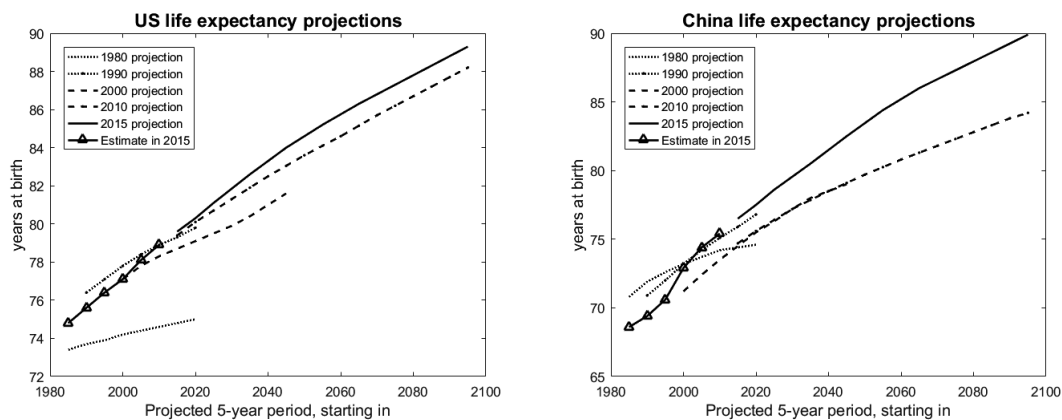 US life expectancy projections
90
88
86
84
82
80
78
76
74
72
years at birth
1980 projection
1990 projection
2000 projection
2010 projection
2015 projection
Estimate in 2015
1980
2000
2020
2040
2060
2080
2100
Projected 5-year period, starting in
China life expectancy projections
90
85
80
75
70
65
years at birth
1980 projection
1990 projection
2000 projection
2010 projection
2015 projection
Estimate in 2015
1980
2000
2020
2040
2060
2080
2100
Projected 5-year period, starting in